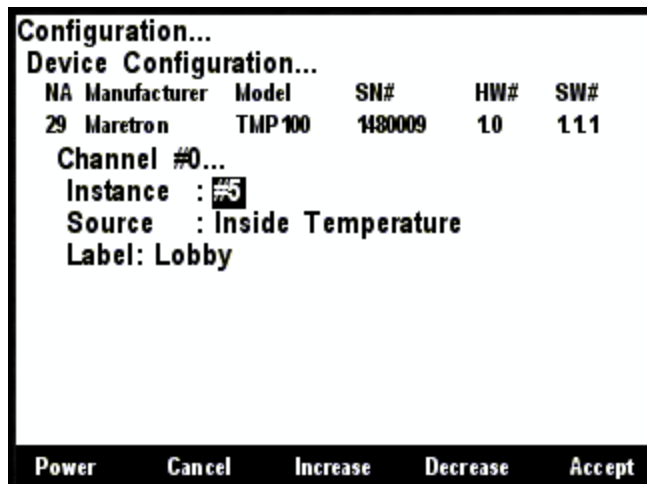 Configuration...
Device Configuration...
NA Manufacturer Model SN# HW# SW#
29 Maretron TMP100 1480009 1.0 1.1.1
Channel #0...
Instance : #5
Source : Inside Temperature
Label: Lobby
Power Cancel Increase Decrease Accept